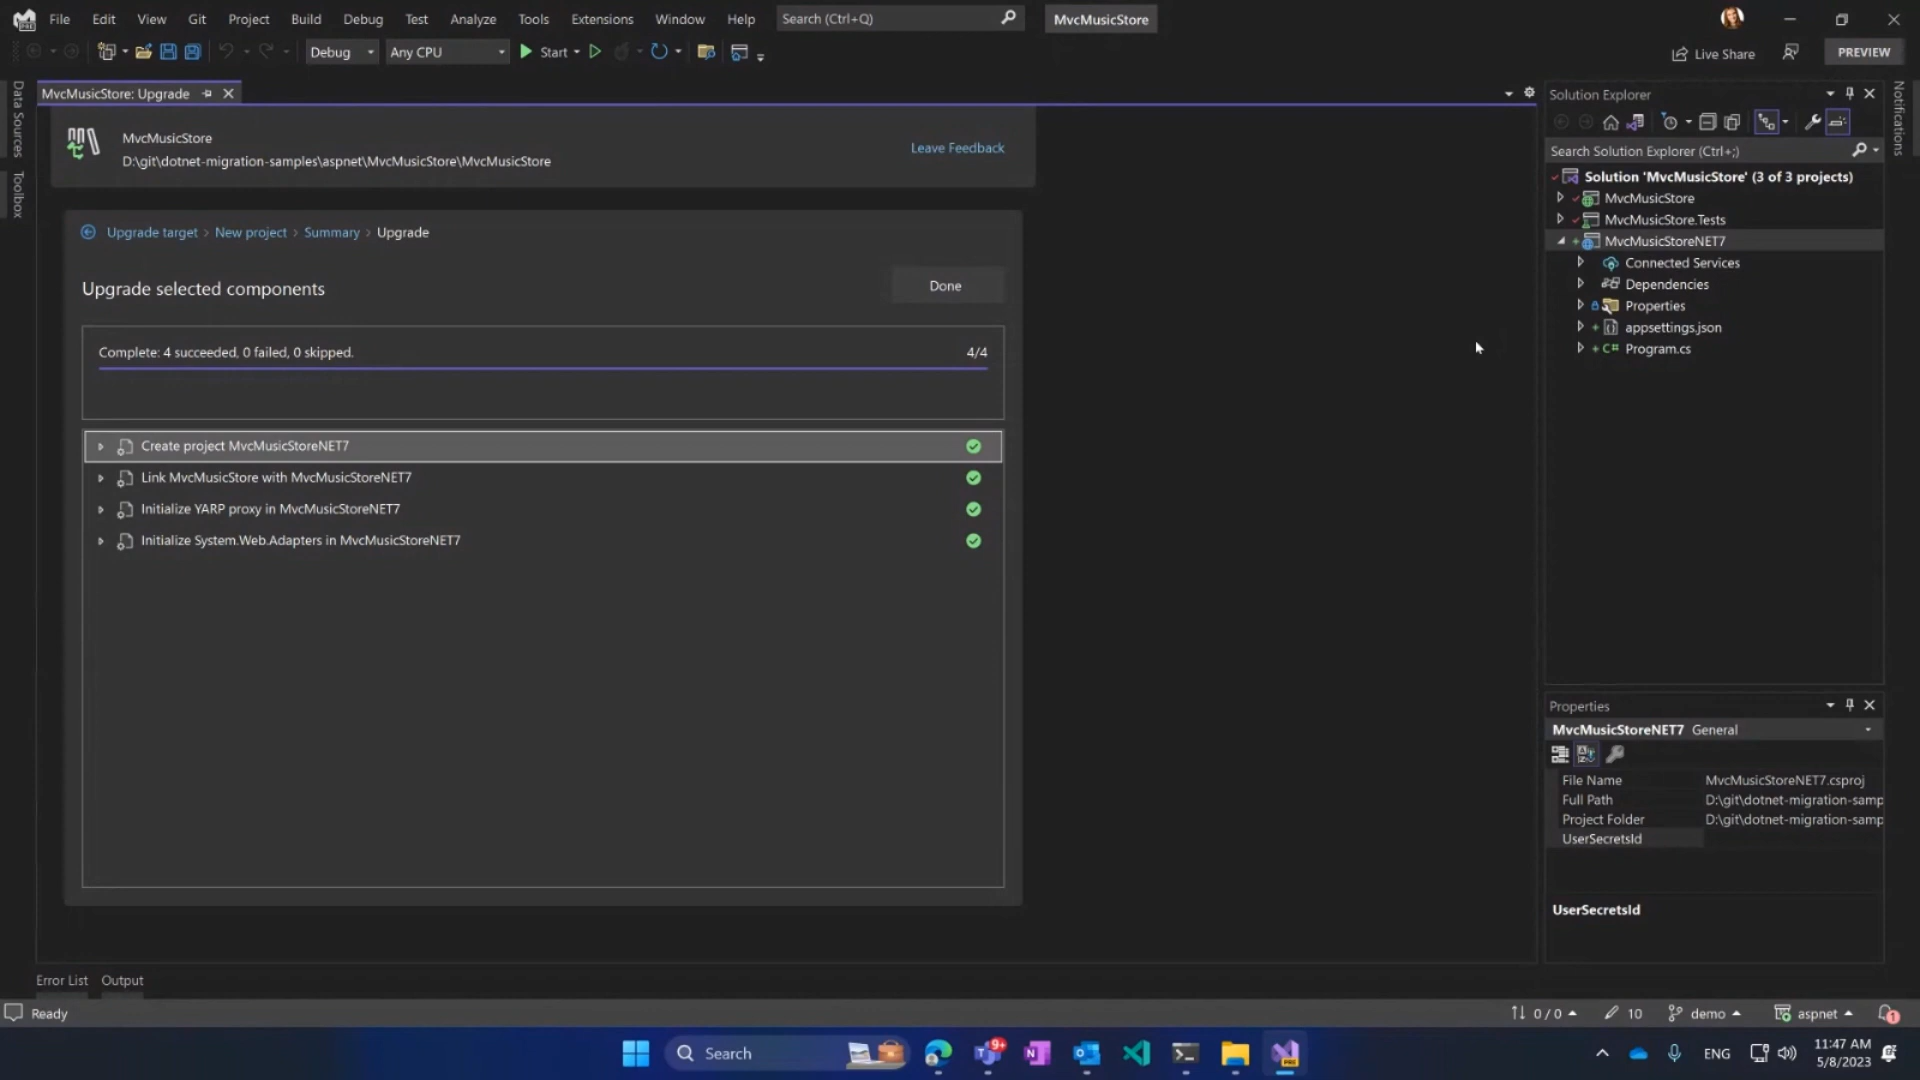 File Edit View Git Project Build Debug Test Analyze Tools Extensions Window Help Search (Ctrl+Q) MvcMusicStore
Debug Any CPU Start Live Share PREVIEW
Data Sources
Toolbox
MvcMusicStore: Upgrade
MvcMusicStore
D:\git\dotnet-migration-samples\aspnet\MvcMusicStore\MvcMusicStore
Leave Feedback
Upgrade target > New project > Summary > Upgrade
Upgrade selected components
Done
Complete: 4 succeeded, 0 failed, 0 skipped. 4/4
Create project MvcMusicStoreNET7
Link MvcMusicStore with MvcMusicStoreNET7
Initialize YARP proxy in MvcMusicStoreNET7
Initialize System.Web.Adapters in MvcMusicStoreNET7
Solution Explorer
Search Solution Explorer (Ctrl+;)
Solution 'MvcMusicStore' (3 of 3 projects)
MvcMusicStore
MvcMusicStore.Tests
MvcMusicStoreNET7
Connected Services
Dependencies
Properties
appsettings.json
C# Program.cs
Notifications
Properties
MvcMusicStoreNET7 General
File Name MvcMusicStoreNET7.csproj
Full Path D:\git\dotnet-migration-samp
Project Folder D:\git\dotnet-migration-samp
UserSecretsId
UserSecretsId
Error List Output
Ready 0 / 0 10 demo aspnet 1
Search 9+ ENG
11:47 AM
5/8/2023